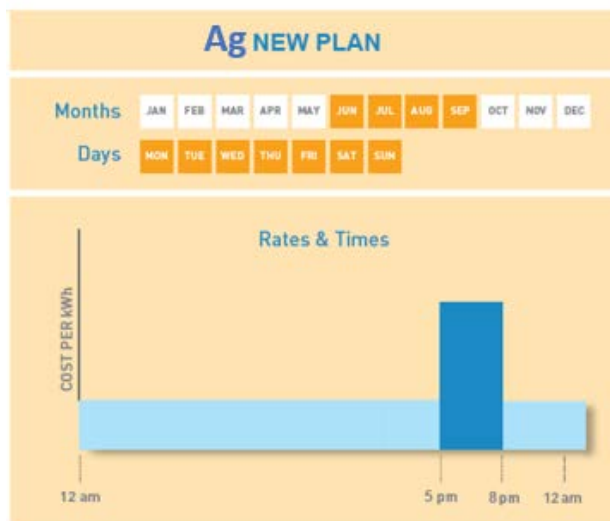 Ag NEW PLAN
Months JAN FEB MAR APR MAY JUN JUL AUG SEP OCT NOV DEC
Days MON TUE WED THU FRI SAT SUN
Rates & Times
COST PER kWh
12 am 5 pm 8 pm 12 am